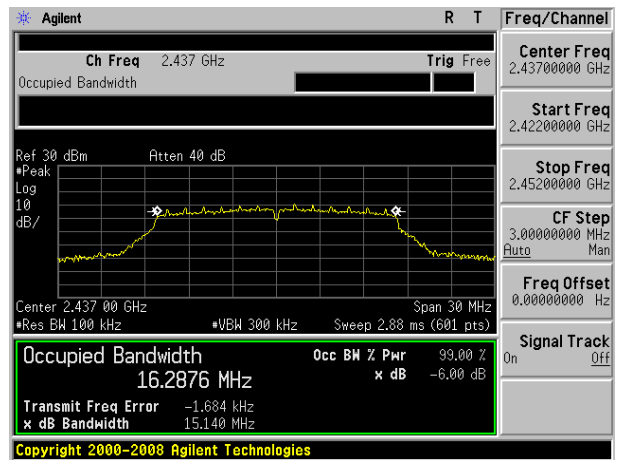 Agilent R T Freq/Channel
Ch Freq 2.437 GHz Trig Free
Occupied Bandwidth
Center Freq
2.43700000 GHz
Start Freq
2.42200000 GHz
Stop Freq
2.45200000 GHz
CF Step
3.00000000 MHz
Auto Man
Freq Offset
0.00000000 Hz
Signal Track
On Off
Ref 30 dBm Atten 40 dB
#Peak
Log
10
dB/
Center 2.437 00 GHz Span 30 MHz
#Res BW 100 kHz #VBW 300 kHz Sweep 2.88 ms (601 pts)
Occupied Bandwidth Occ BW % Pwr 99.00 %
16.2876 MHz x dB -6.00 dB
Transmit Freq Error -1.684 kHz
x dB Bandwidth 15.140 MHz
Copyright 2000-2008 Agilent Technologies